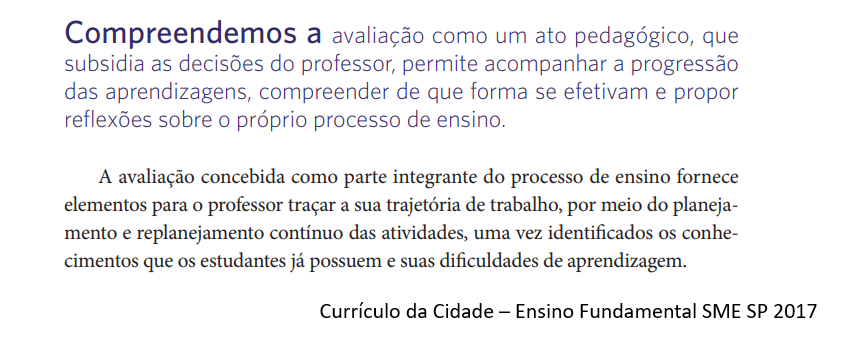 Compreendemos a avaliação como um ato pedagógico, que
subsidia as decisões do professor, permite acompanhar a progressão
das aprendizagens, compreender de que forma se efetivam e propor
reflexões sobre o próprio processo de ensino.
A avaliação concebida como parte integrante do processo de ensino fornece
elementos para o professor traçar a sua trajetória de trabalho, por meio do planeja-
mento e replanejamento contínuo das atividades, uma vez identificados os conhe-
cimentos que os estudantes já possuem e suas dificuldades de aprendizagem.
Currículo da Cidade – Ensino Fundamental SME SP 2017